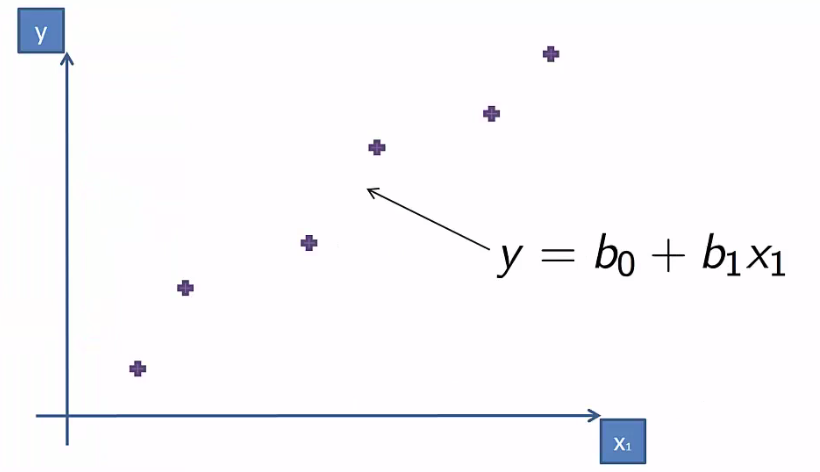 y
y = b₀ + b₁x₁
x₁